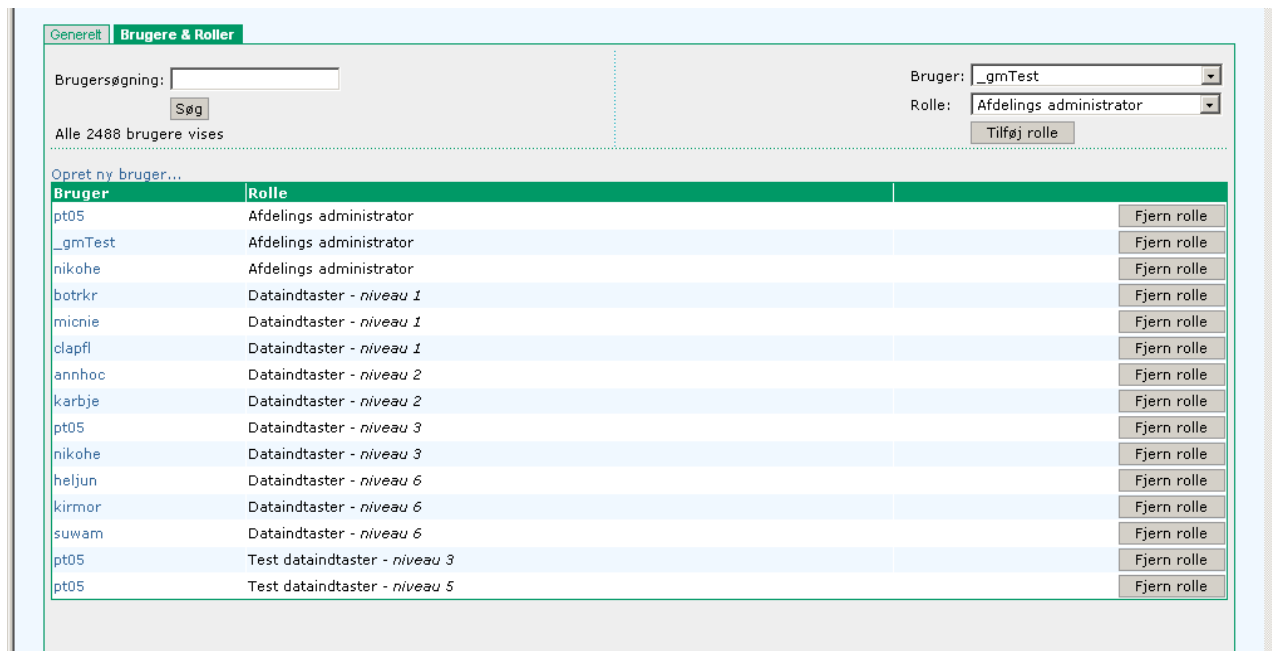 Generelt Brugere & Roller
Brugersøgning:
Søg
Alle 2488 brugere vises
Bruger: _gmTest
Rolle: Afdelings administrator
Tilføj rolle
Opret ny bruger...
Bruger Rolle
pt05 Afdelings administrator Fjern rolle
_gmTest Afdelings administrator Fjern rolle
nikohe Afdelings administrator Fjern rolle
botrkr Dataindtaster - niveau 1 Fjern rolle
micnie Dataindtaster - niveau 1 Fjern rolle
clapfl Dataindtaster - niveau 1 Fjern rolle
annhoc Dataindtaster - niveau 2 Fjern rolle
karbje Dataindtaster - niveau 2 Fjern rolle
pt05 Dataindtaster - niveau 3 Fjern rolle
nikohe Dataindtaster - niveau 3 Fjern rolle
heljun Dataindtaster - niveau 6 Fjern rolle
kirmor Dataindtaster - niveau 6 Fjern rolle
suwam Dataindtaster - niveau 6 Fjern rolle
pt05 Test dataindtaster - niveau 3 Fjern rolle
pt05 Test dataindtaster - niveau 5 Fjern rolle